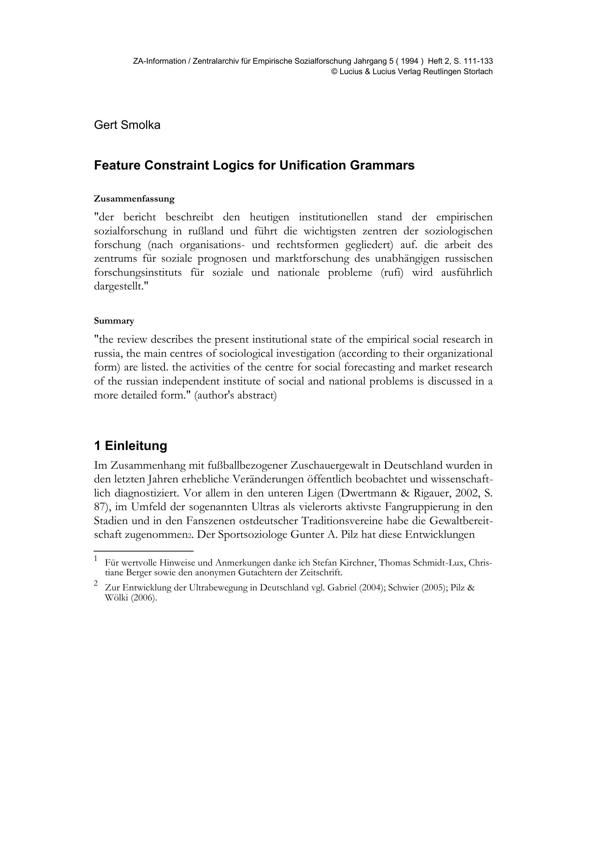 ZA-Information / Zentralarchiv für Empirische Sozialforschung Jahrgang 5 ( 1994 ) Heft 2, S. 111-133
© Lucius & Lucius Verlag Reutlingen Storlach
Gert Smolka
Feature Constraint Logics for Unification Grammars
Zusammenfassung
"der bericht beschreibt den heutigen institutionellen stand der empirischen
sozialforschung in rußland und führt die wichtigsten zentren der soziologischen
forschung (nach organisations- und rechtsformen gegliedert) auf. die arbeit des
zentrums für soziale prognosen und marktforschung des unabhängigen russischen
forschungsinstituts für soziale und nationale probleme (rufi) wird ausführlich
dargestellt."
Summary
"the review describes the present institutional state of the empirical social research in
russia, the main centres of sociological investigation (according to their organizational
form) are listed. the activities of the centre for social forecasting and market research
of the russian independent institute of social and national problems is discussed in a
more detailed form." (author's abstract)
1 Einleitung
Im Zusammenhang mit fußballbezogener Zuschauergewalt in Deutschland wurden in
den letzten Jahren erhebliche Veränderungen öffentlich beobachtet und wissenschaft-
lich diagnostiziert. Vor allem in den unteren Ligen (Dwertmann & Rigauer, 2002, S.
87), im Umfeld der sogenannten Ultras als vielerorts aktivste Fangruppierung in den
Stadien und in den Fanszenen ostdeutscher Traditionsvereine habe die Gewaltbereit-
schaft zugenommen2. Der Sportsoziologe Gunter A. Pilz hat diese Entwicklungen
1 Für wertvolle Hinweise und Anmerkungen danke ich Stefan Kirchner, Thomas Schmidt-Lux, Chris-
tiane Berger sowie den anonymen Gutachtern der Zeitschrift.
2 Zur Entwicklung der Ultrabewegung in Deutschland vgl. Gabriel (2004); Schwier (2005); Pilz &
Wölki (2006).